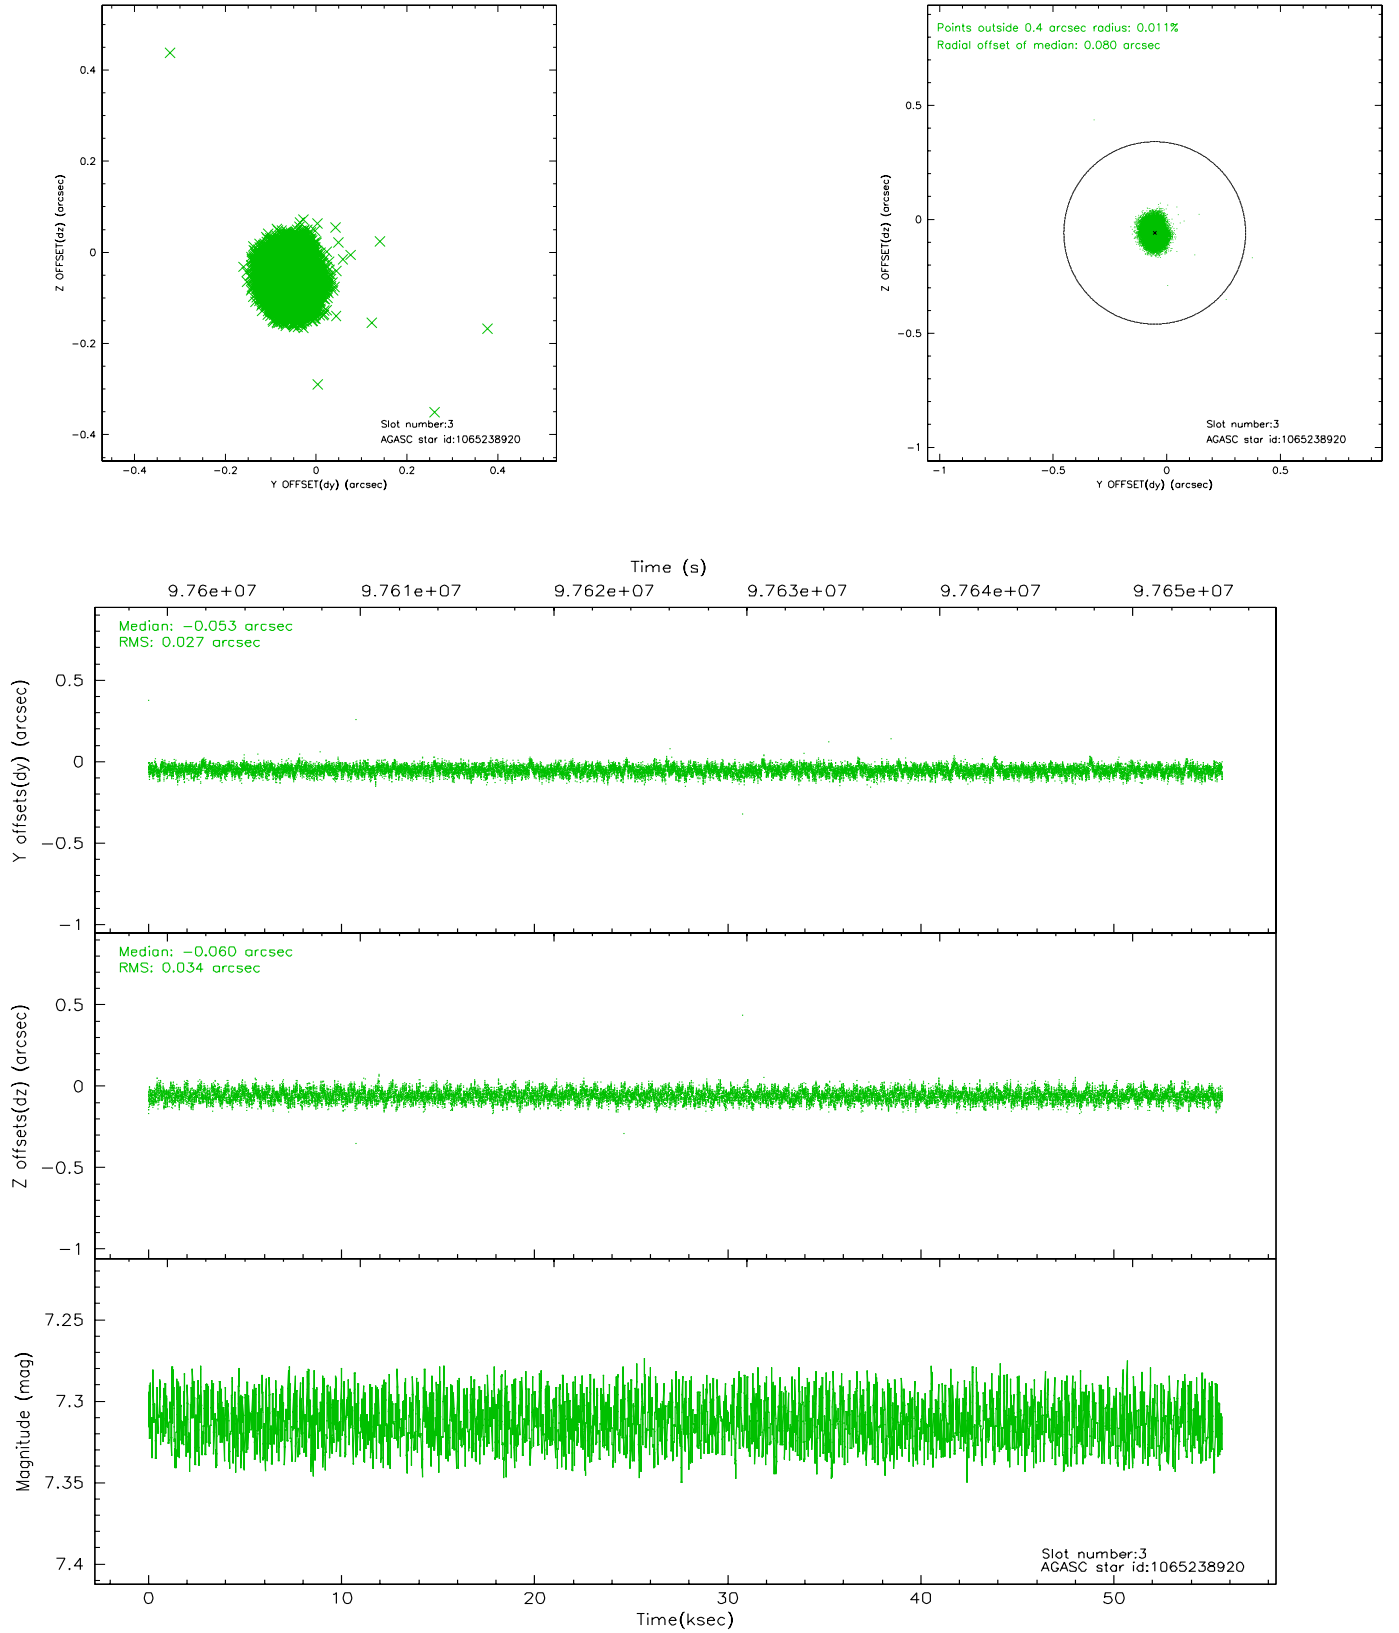 0.4
0.2
0
−0.2
−0.4
−0.4
−0.2
0
0.2
0.4
Z OFFSET(dz) (arcsec)
Y OFFSET(dy) (arcsec)
Slot number:3
AGASC star id:1065238920
Points outside 0.4 arcsec radius: 0.011%
Radial offset of median: 0.080 arcsec
0.5
0
−0.5
−1
−1
−0.5
0
0.5
Z OFFSET(dz) (arcsec)
Y OFFSET(dy) (arcsec)
Slot number:3
AGASC star id:1065238920
Time (s)
9.76e+07 9.761e+07 9.762e+07 9.763e+07 9.764e+07 9.765e+07
Median: −0.053 arcsec
RMS: 0.027 arcsec
0.5
0
−0.5
−1
Y offsets(dy) (arcsec)
Median: −0.060 arcsec
RMS: 0.034 arcsec
0.5
0
−0.5
−1
Z offsets(dz) (arcsec)
7.25
7.3
7.35
7.4
Magnitude (mag)
Slot number:3
AGASC star id:1065238920
0 10 20 30 40 50
Time(ksec)